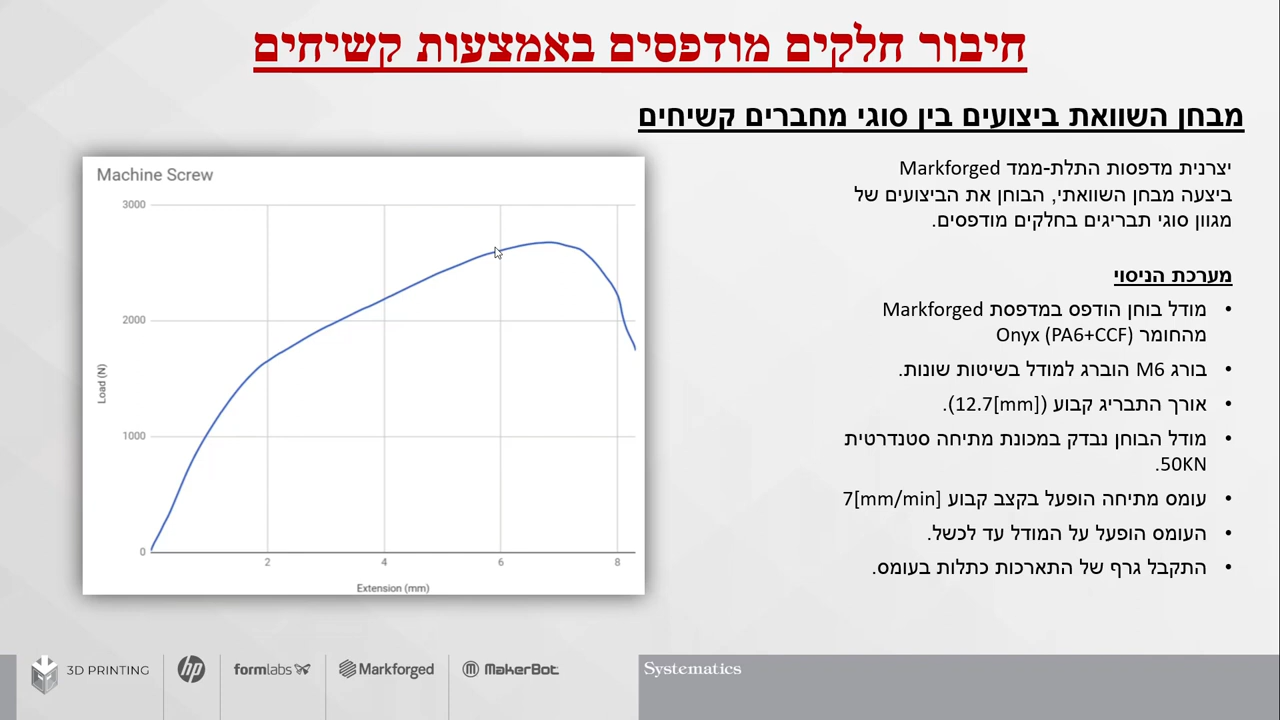 חיבור חלקים מודפסים באמצעות קשיחים
מבחן השוואת ביצועים בין סוגי מחברים קשיחים
יצרנית מדפסות התלת-ממד Markforged
ביצעה מבחן השוואתי, הבוחן את הביצועים של
מגוון סוגי תבריגים בחלקים מודפסים.
מערכת הניסוי
• מודל בוחן הודפס במדפסת Markforged
מהחומר Onyx (PA6+CCF)
• בורג M6 הוברג למודל בשיטות שונות.
• אורך התבריג קבוע (12.7[mm]).
• מודל הבוחן נבדק במכונת מתיחה סטנדרטית
50KN.
• עומס מתיחה הופעל בקצב קבוע 7[mm/min]
• העומס הופעל על המודל עד לכשל.
• התקבל גרף של התארכות כתלות בעומס.
Machine Screw
3000
2000
1000
0
Load (N)
2 4 6 8
Extension (mm)
3D PRINTING
hp
formlabs
Markforged
MakerBot
Systematics